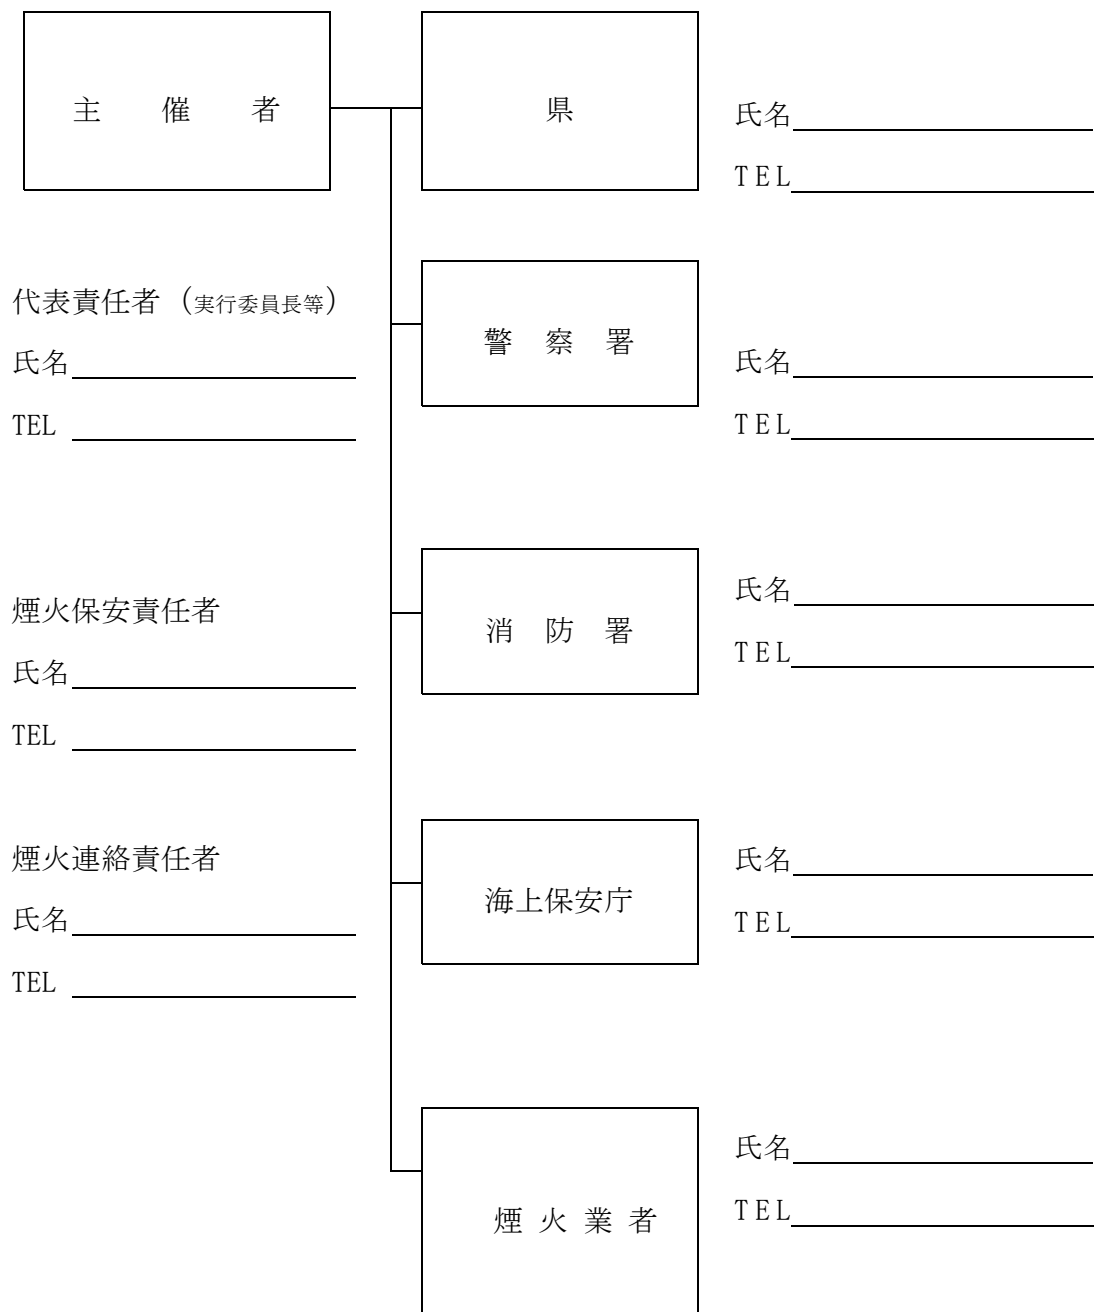 主　催　者
県
氏名
TEL
代表責任者（実行委員長等）
氏名
TEL
警　察　署
氏名
TEL
煙火保安責任者
氏名
TEL
消　防　署
氏名
TEL
煙火連絡責任者
氏名
TEL
海上保安庁
氏名
TEL
煙 火 業 者
氏名
TEL